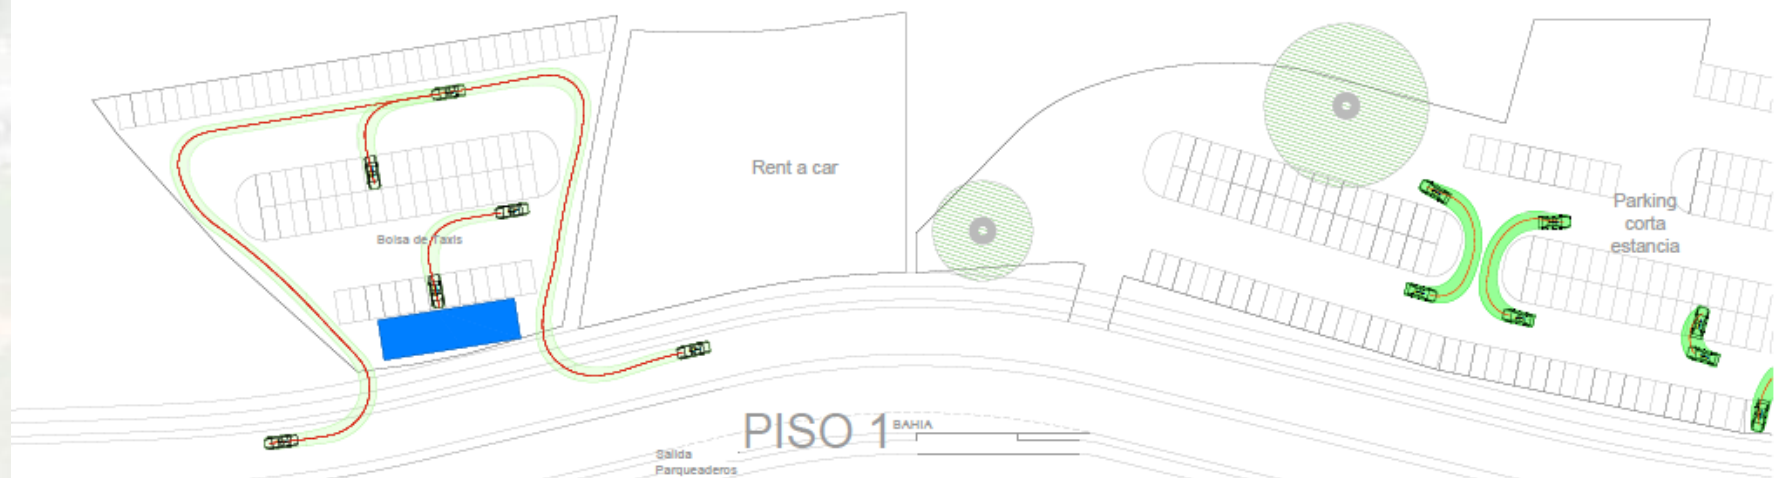 Rent a car
Parking
corta
estancia
Bolsa de Taxis
PISO 1
BAHIA
Salida
Parqueaderos